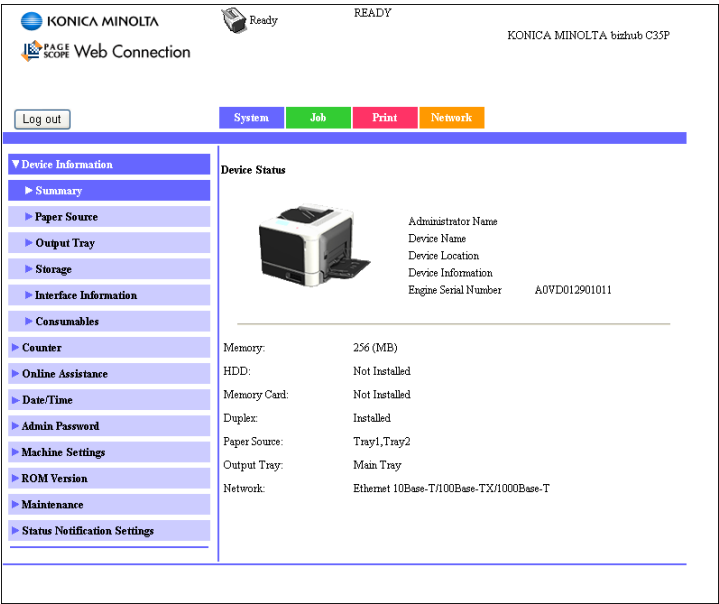 KONICA MINOLTA
Ready
READY
KONICA MINOLTA bizhub C35P
PAGE SCOPE Web Connection
Log out
System
Job
Print
Network
Device Information
Summary
Paper Source
Output Tray
Storage
Interface Information
Consumables
Counter
Online Assistance
Date/Time
Admin Password
Machine Settings
ROM Version
Maintenance
Status Notification Settings
Device Status
Administrator Name
Device Name
Device Location
Device Information
Engine Serial Number A0VD012901011
Memory: 256 (MB)
HDD: Not Installed
Memory Card: Not Installed
Duplex: Installed
Paper Source: Tray1,Tray2
Output Tray: Main Tray
Network: Ethernet 10Base-T/100Base-TX/1000Base-T